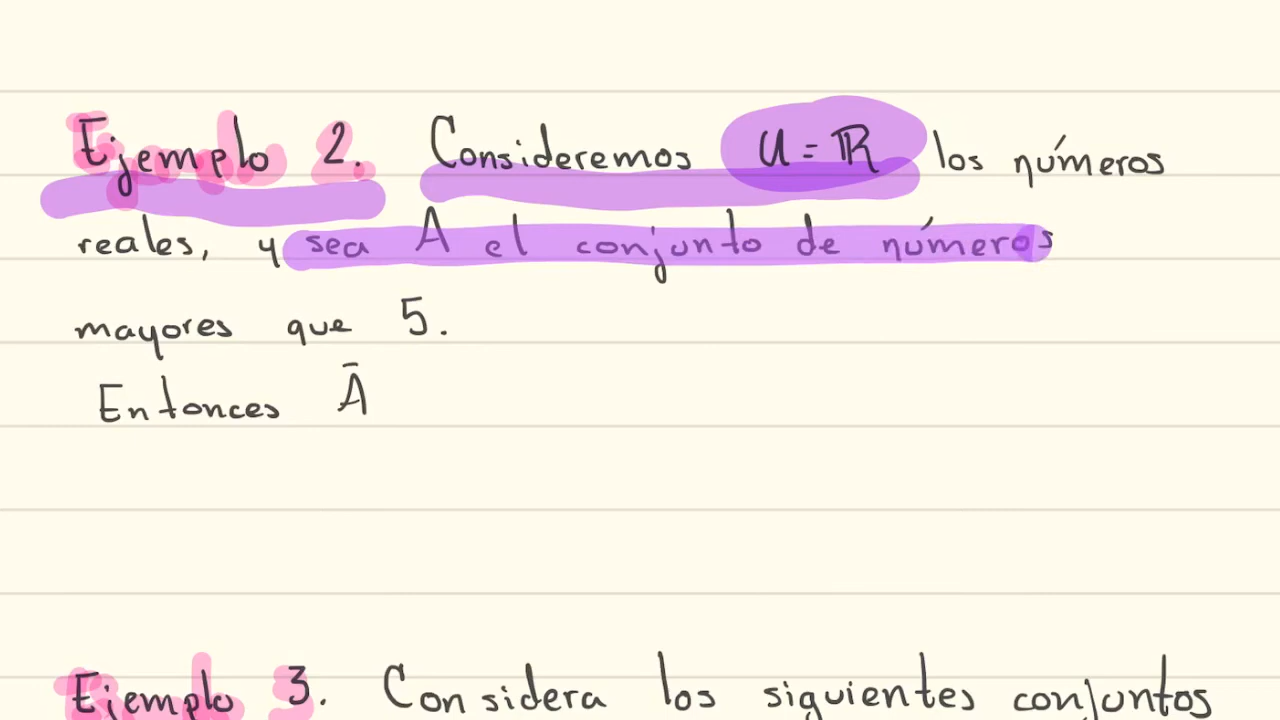 Ejemplo 2. Consideremos U = ℝ los números
reales, y sea A el conjunto de números
mayores que 5.
Entonces Ā
Ejemplo 3. Considera los siguientes conjuntos